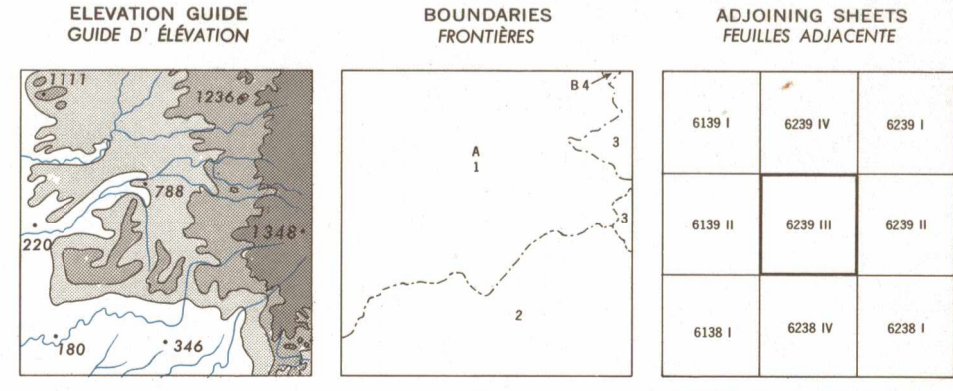 ELEVATION GUIDE
GUIDE D' ÉLÉVATION
1111
1236
788
220
1348
180
346
BOUNDARIES
FRONTIÈRES
B 4
A
1
3
3
2
ADJOINING SHEETS
FEUILLES ADJACENTE
6139 I
6239 IV
6239 I
6139 II
6239 III
6239 II
6138 I
6238 IV
6238 I